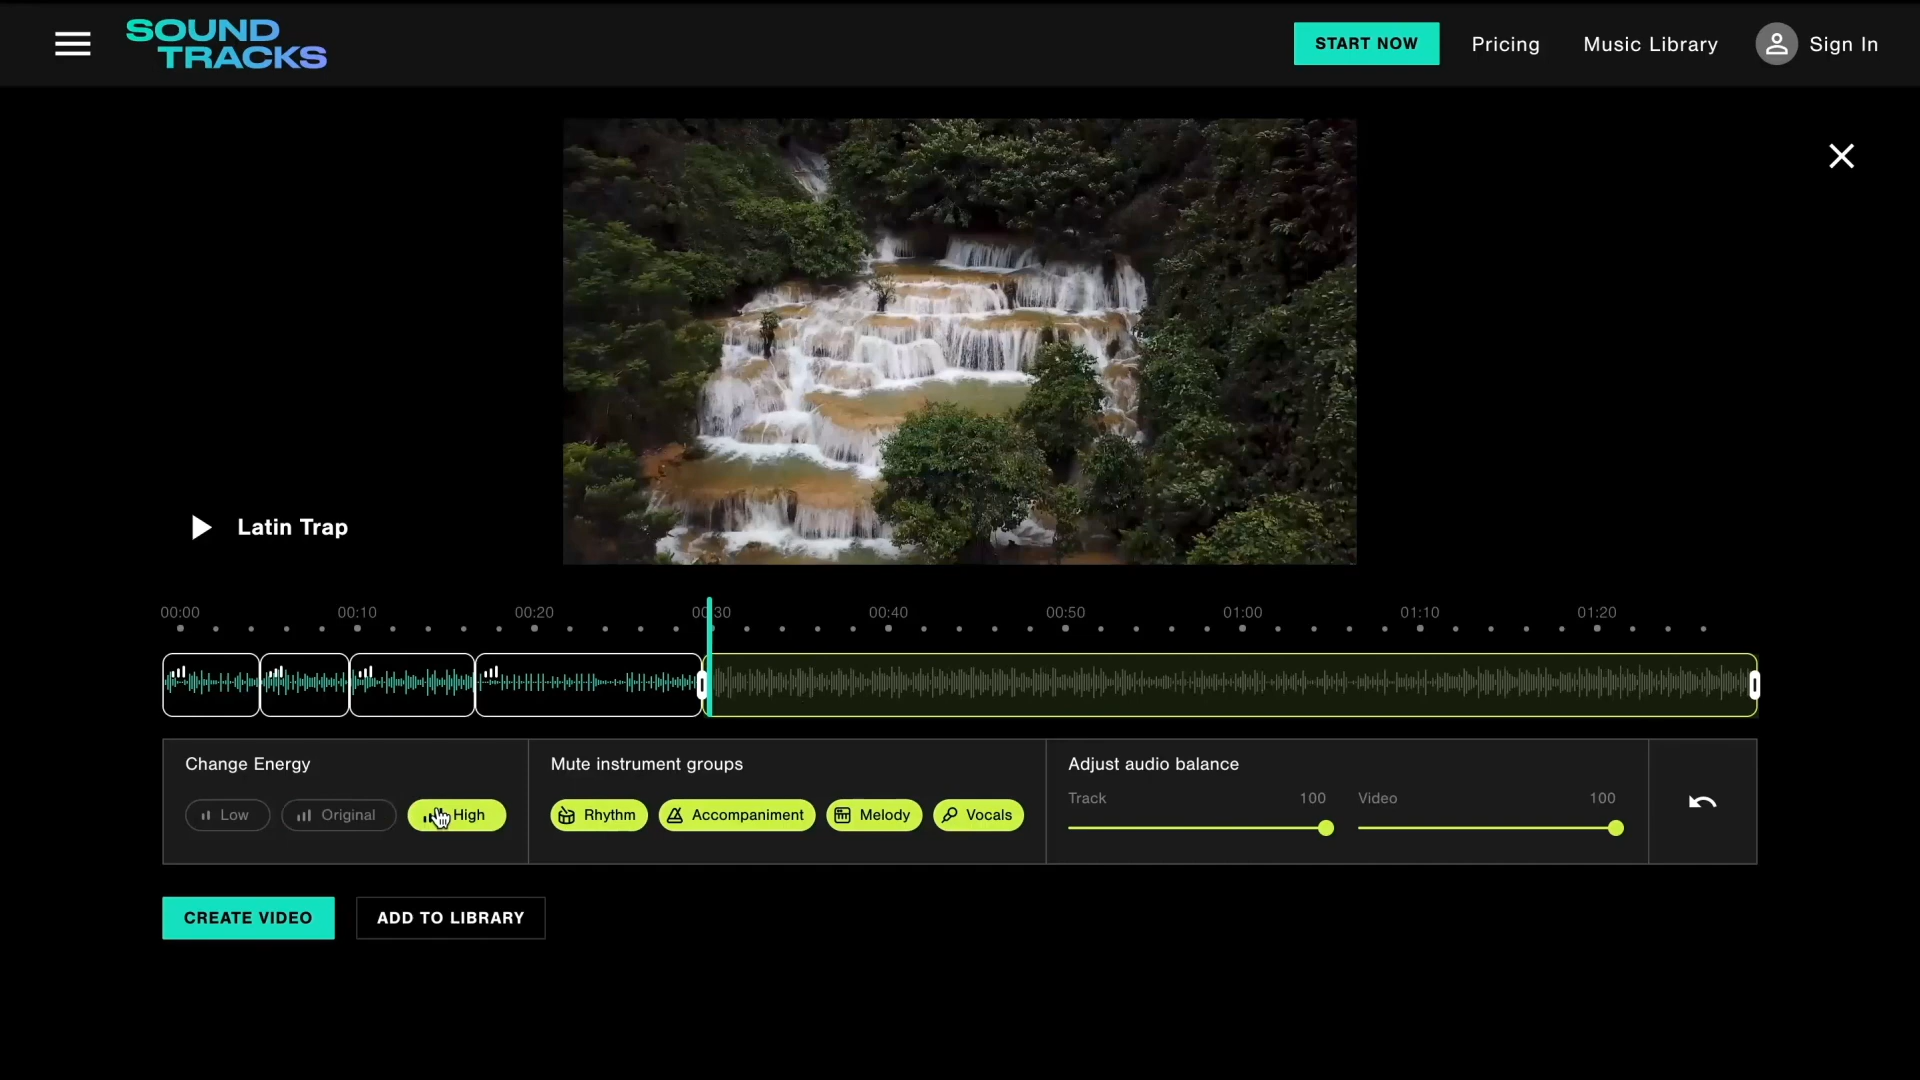 SOUND
TRACKS
START NOW
Pricing
Music Library
Sign In
Latin Trap
00:00 00:10 00:20 00:30 00:40 00:50 01:00 01:10 01:20
Change Energy
Low
Original
High
Mute instrument groups
Rhythm
Accompaniment
Melody
Vocals
Adjust audio balance
Track 100
Video 100
CREATE VIDEO
ADD TO LIBRARY